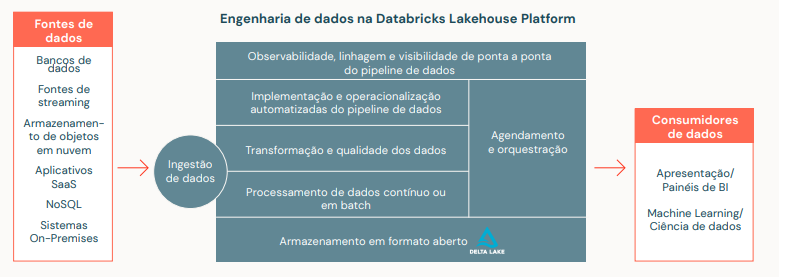 Engenharia de dados na Databricks Lakehouse Platform
Fontes de
dados
Bancos de
dados
Fontes de
streaming
Armazenamen-
to de objetos
em nuvem
Aplicativos
SaaS
NoSQL
Sistemas
On-Premises
Ingestão
de dados
Observabilidade, linhagem e visibilidade de ponta a ponta
do pipeline de dados
Implementação e operacionalização
automatizadas do pipeline de dados
Transformação e qualidade dos dados
Processamento de dados contínuo ou
em batch
Agendamento
e orquestração
Armazenamento em formato aberto
DELTA LAKE
Consumidores
de dados
Apresentação/
Painéis de BI
Machine Learning/
Ciência de dados